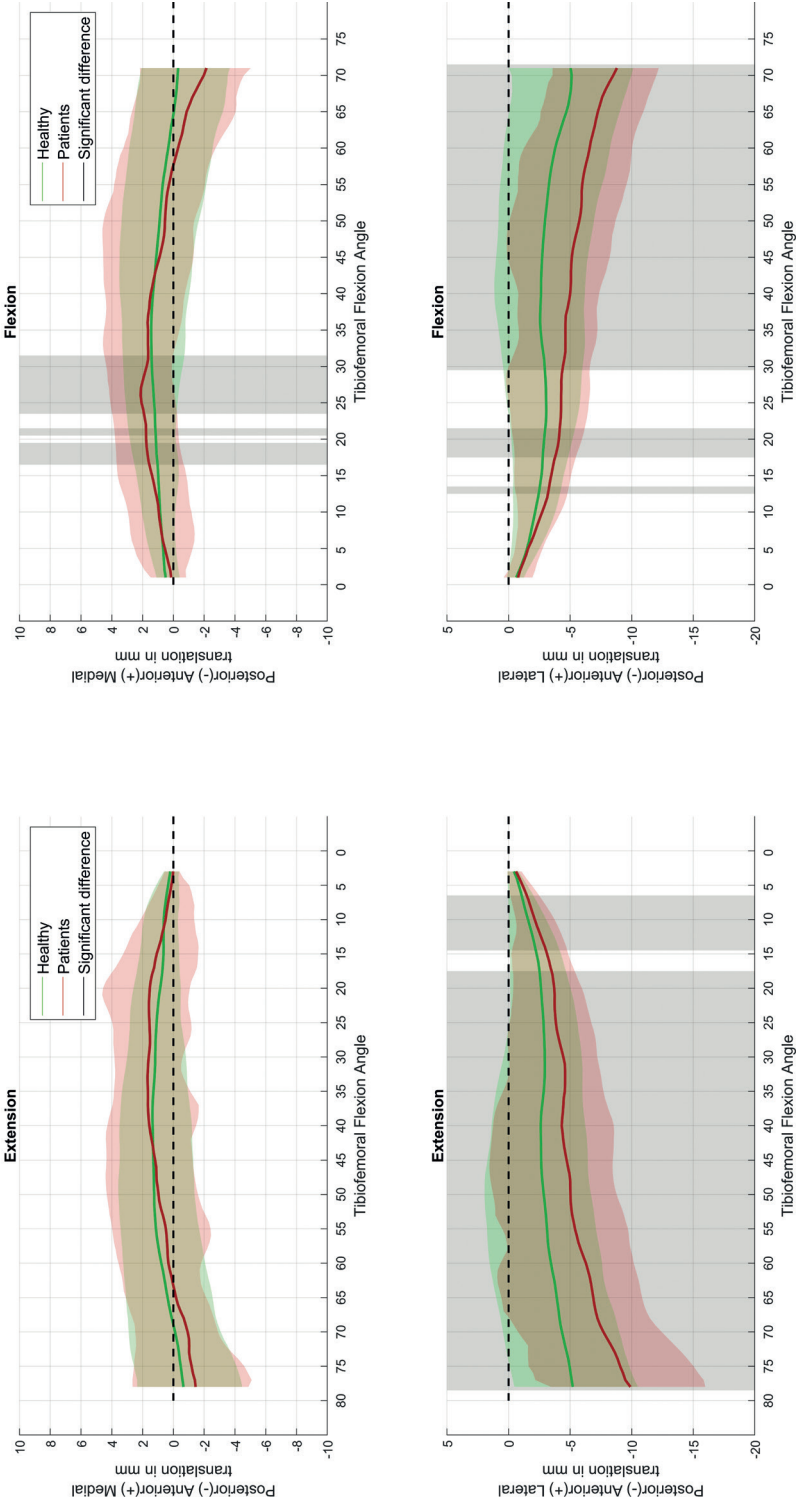 Extension
Healthy
Patients
Significant difference
Posterior(-) Anterior(+) Medial
translation in mm
10
8
6
4
2
0
-2
-4
-6
-8
-10
80 75 70 65 60 55 50 45 40 35 30 25 20 15 10 5 0
Tibiofemoral Flexion Angle
Flexion
Healthy
Patients
Significant difference
Posterior(-) Anterior(+) Medial
translation in mm
10
8
6
4
2
0
-2
-4
-6
-8
-10
0 5 10 15 20 25 30 35 40 45 50 55 60 65 70 75
Tibiofemoral Flexion Angle
Extension
Posterior(-) Anterior(+) Lateral
translation in mm
5
0
-5
-10
-15
-20
80 75 70 65 60 55 50 45 40 35 30 25 20 15 10 5 0
Tibiofemoral Flexion Angle
Flexion
Posterior(-) Anterior(+) Lateral
translation in mm
5
0
-5
-10
-15
-20
0 5 10 15 20 25 30 35 40 45 50 55 60 65 70 75
Tibiofemoral Flexion Angle